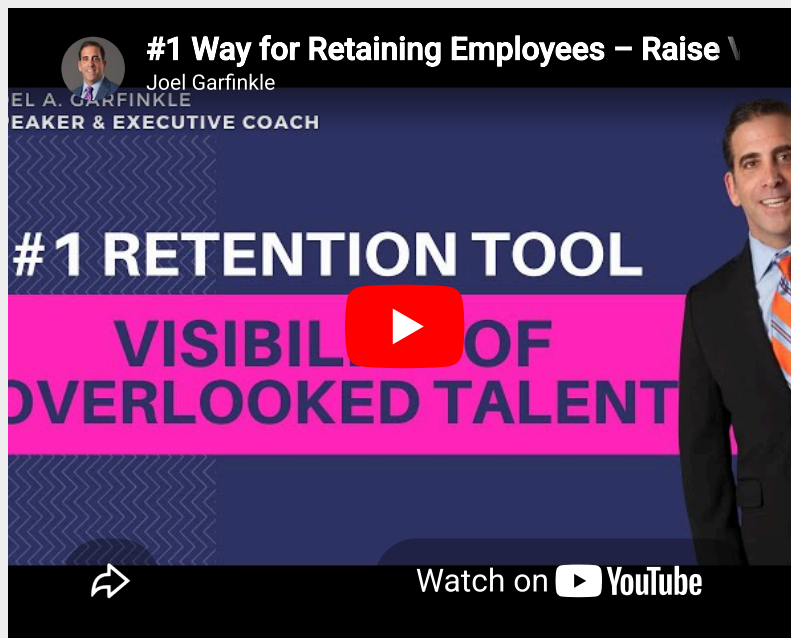 #1 Way for Retaining Employees – Raise
Joel Garfinkle
EL A. GARFINKLE
EAKER & EXECUTIVE COACH
#1 RETENTION TOOL
OF
OVERLOOKED TALENT
Watch on YouTube